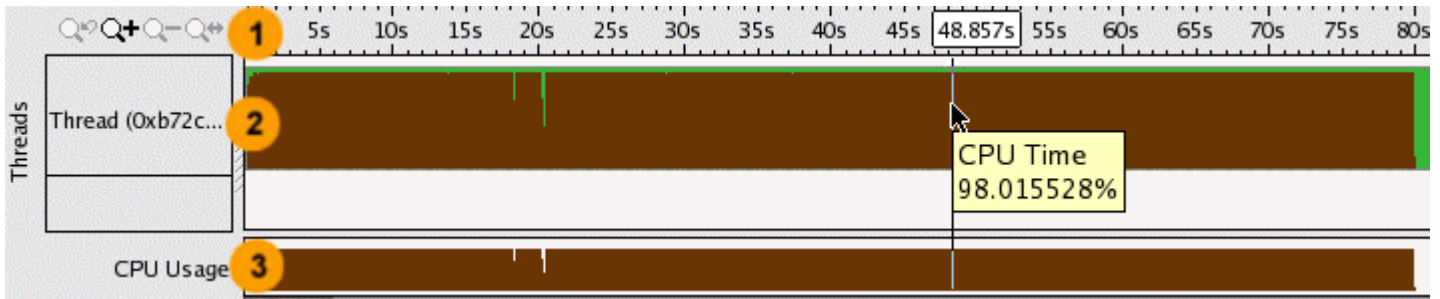 1 5s 10s 15s 20s 25s 30s 35s 40s 45s 48.857s 55s 60s 65s 70s 75s 80s
Threads
Thread (0xb72c... 2
CPU Time
98.015528%
CPU Usage 3